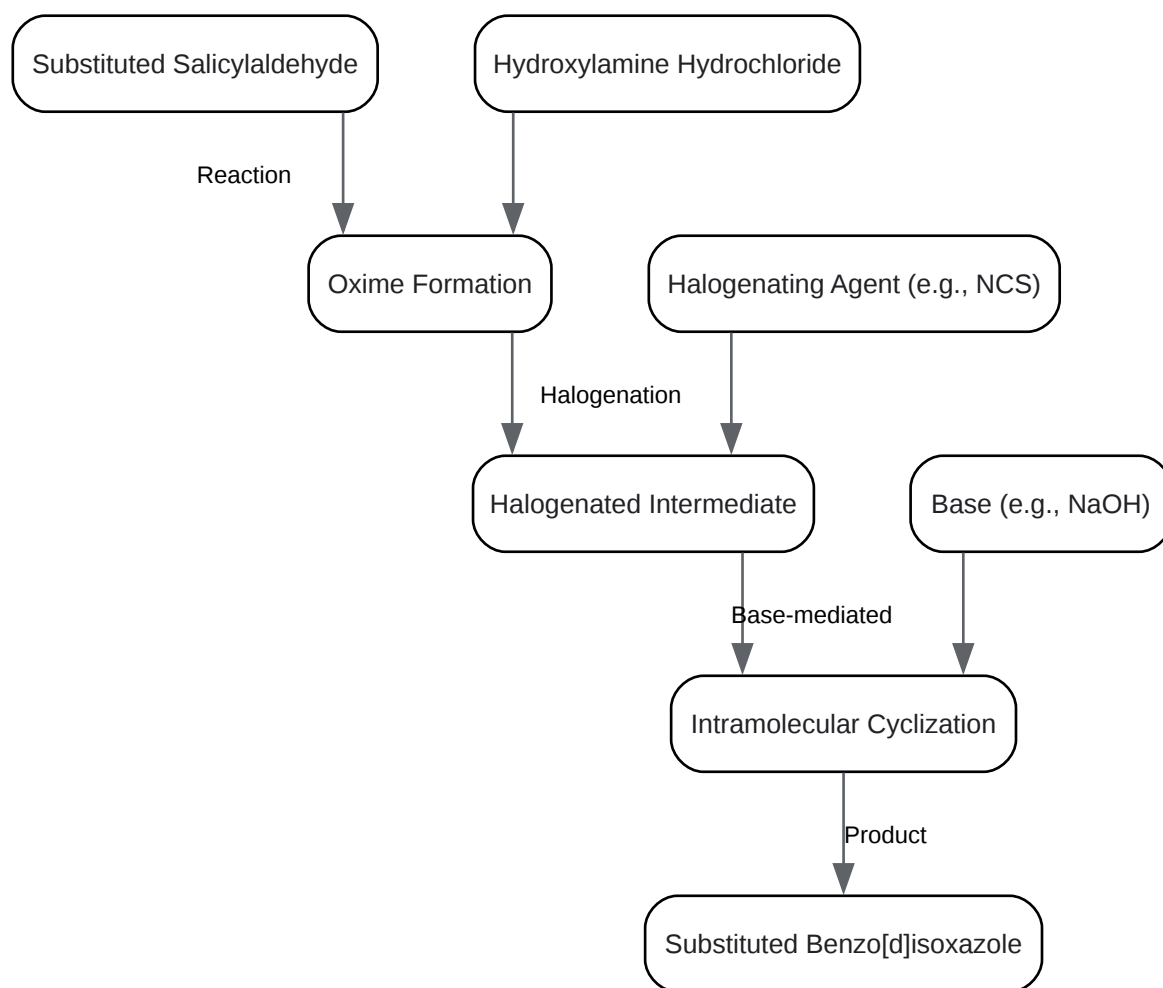 Substituted Salicylaldehyde
Hydroxylamine Hydrochloride
Reaction
Oxime Formation
Halogenating Agent (e.g., NCS)
Halogenation
Halogenated Intermediate
Base (e.g., NaOH)
Base-mediated
Intramolecular Cyclization
Product
Substituted Benzo[d]isoxazole